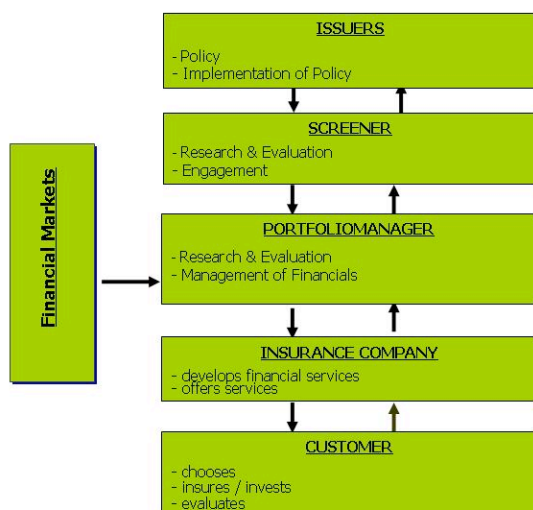 ISSUERS
- Policy
- Implementation of Policy
SCREENER
- Research & Evaluation
- Engagement
Financial Markets
PORTFOLIOMANAGER
- Research & Evaluation
- Management of Financials
INSURANCE COMPANY
- develops financial services
- offers services
CUSTOMER
- chooses
- insures / invests
- evaluates